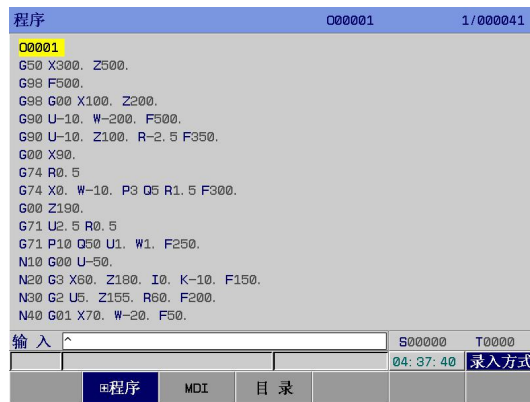 程序 O00001 1/000041
O0001
G50 X300. Z500.
G98 F500.
G98 G00 X100. Z200.
G90 U-10. W-200. F500.
G90 U-10. Z100. R-2.5 F350.
G00 X90.
G74 R0.5
G74 X0. W-10. P3 Q5 R1.5 F300.
G00 Z190.
G71 U2.5 R0.5
G71 P10 Q50 U1. W1. F250.
N10 G00 U-50.
N20 G3 X60. Z180. I0. K-10. F150.
N30 G2 U5. Z155. R60. F200.
N40 G01 X70. W-20. F50.
输 入 ^ S00000 T0000
04:37:40 录入方式
程序 MDI 目 录